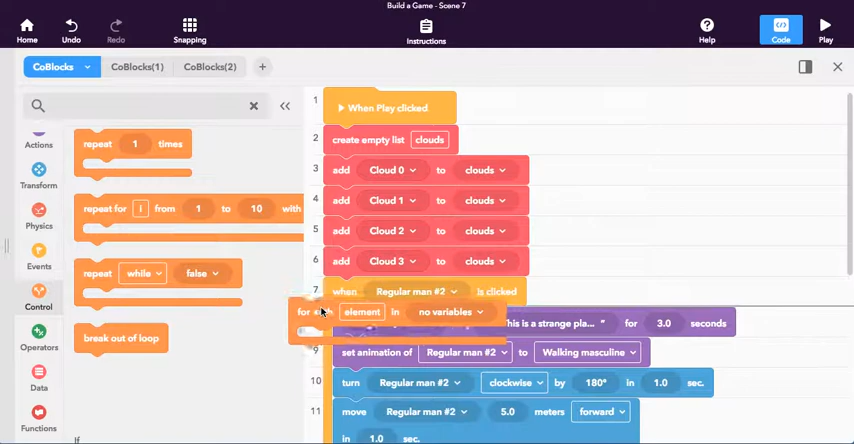 Build a Game - Scene 7
Home Undo Redo Snapping Instructions Help Code Play
CoBlocks CoBlocks(1) CoBlocks(2) +
Actions
Transform
Physics
Events
Control
Operators
Data
Functions
repeat 1 times
repeat for i from 1 to 10 with
repeat while false
break out of loop
If
1 When Play clicked
2 create empty list clouds
3 add Cloud 0 to clouds
4 add Cloud 1 to clouds
5 add Cloud 2 to clouds
6 add Cloud 3 to clouds
7 when Regular man #2 is clicked
for element in no variables
This is a strange pla... " for 3.0 seconds
9 set animation of Regular man #2 to Walking masculine
10 turn Regular man #2 clockwise by 180° in 1.0 sec.
11 move Regular man #2 5.0 meters forward
in 1.0 sec.